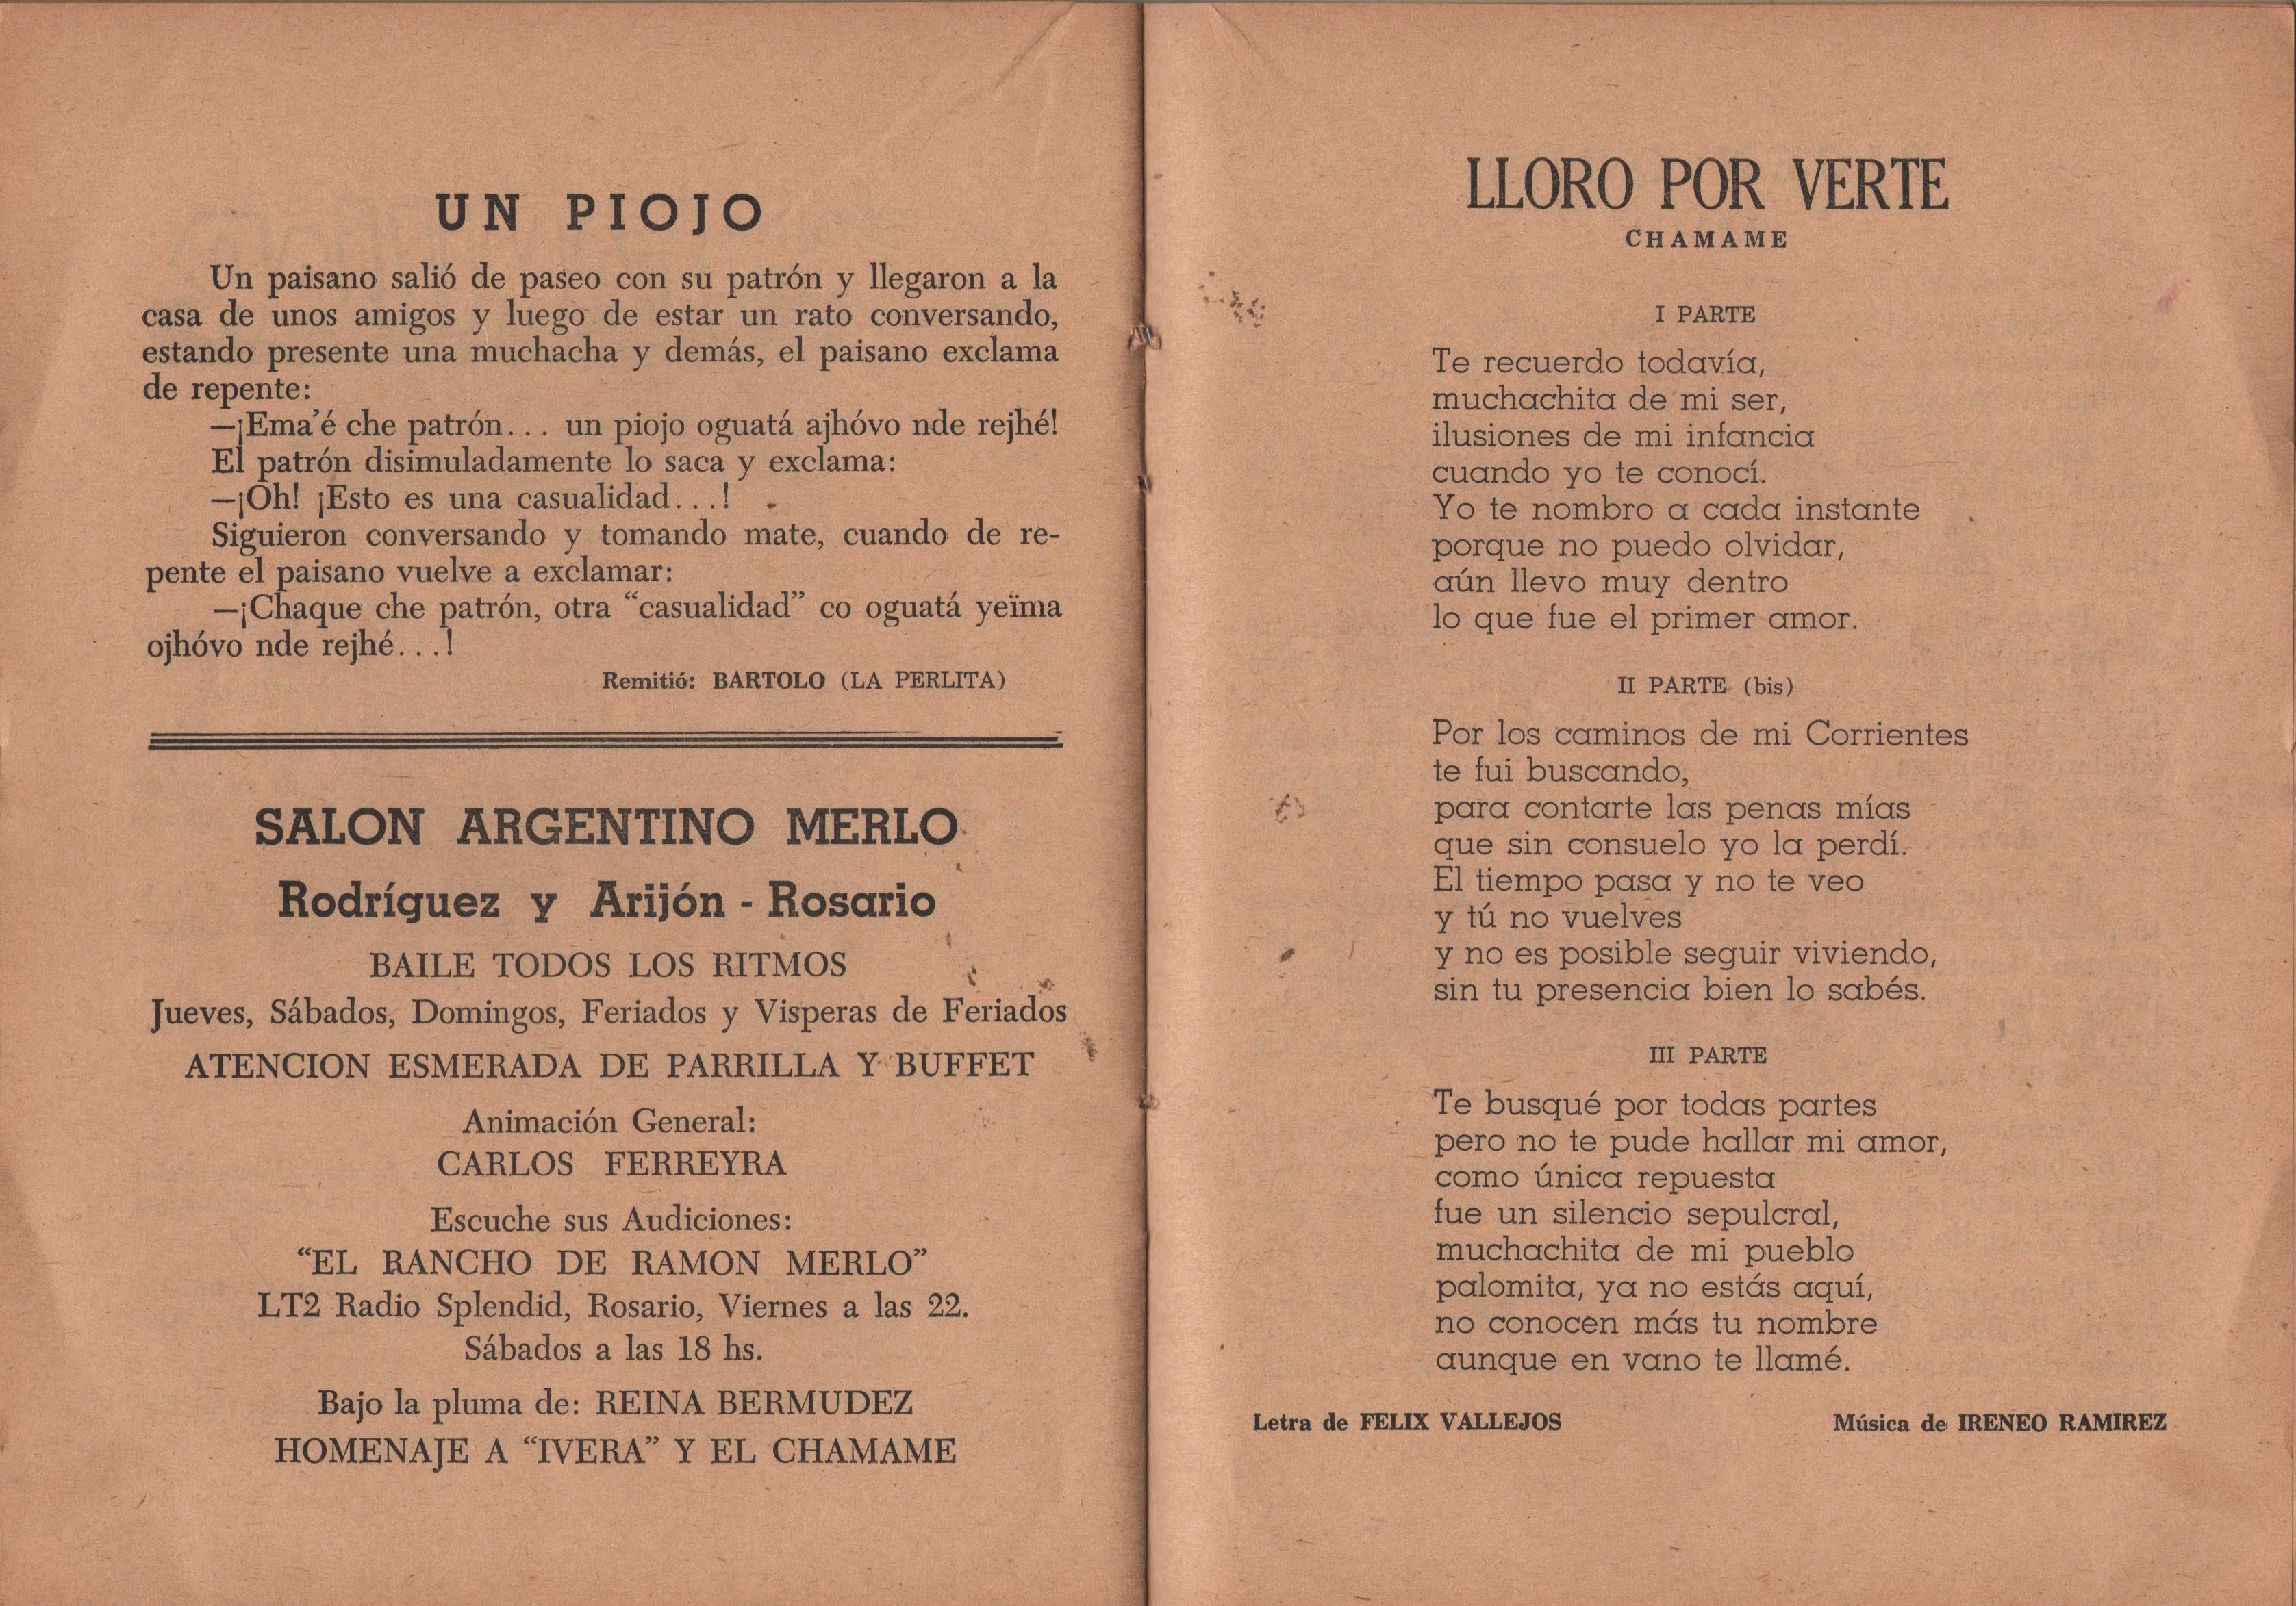 UN PIOJO
Un paisano salió de paseo con su patrón y llegaron a la
casa de unos amigos y luego de estar un rato conversando,
estando presente una muchacha y demás, el paisano exclama
de repente:
—¡Ema'é che patrón... un piojo oguatá ajhóvo nde rejhé!
El patrón disimuladamente lo saca y exclama:
—¡Oh! ¡Esto es una casualidad...!
Siguieron conversando y tomando mate, cuando de re-
pente el paisano vuelve a exclamar:
—¡Chaque che patrón, otra “casualidad” co oguatá yeïma
ojhóvo nde rejhé...!
Remitió: BARTOLO (LA PERLITA)
SALON ARGENTINO MERLO
Rodríguez y Arijón - Rosario
BAILE TODOS LOS RITMOS
Jueves, Sábados, Domingos, Feriados y Visperas de Feriados
ATENCION ESMERADA DE PARRILLA Y BUFFET
Animación General:
CARLOS FERREYRA
Escuche sus Audiciones:
“EL RANCHO DE RAMON MERLO”
LT2 Radio Splendid, Rosario, Viernes a las 22.
Sábados a las 18 hs.
Bajo la pluma de: REINA BERMUDEZ
HOMENAJE A “IVERA” Y EL CHAMAME
LLORO POR VERTE
CHAMAME
I PARTE
Te recuerdo todavía,
muchachita de mi ser,
ilusiones de mi infancia
cuando yo te conocí.
Yo te nombro a cada instante
porque no puedo olvidar,
aún llevo muy dentro
lo que fue el primer amor.
II PARTE (bis)
Por los caminos de mi Corrientes
te fui buscando,
para contarte las penas mías
que sin consuelo yo la perdí.
El tiempo pasa y no te veo
y tú no vuelves
y no es posible seguir viviendo,
sin tu presencia bien lo sabés.
III PARTE
Te busqué por todas partes
pero no te pude hallar mi amor,
como única repuesta
fue un silencio sepulcral,
muchachita de mi pueblo
palomita, ya no estás aquí,
no conocen más tu nombre
aunque en vano te llamé.
Letra de FELIX VALLEJOS
Música de IRENEO RAMIREZ